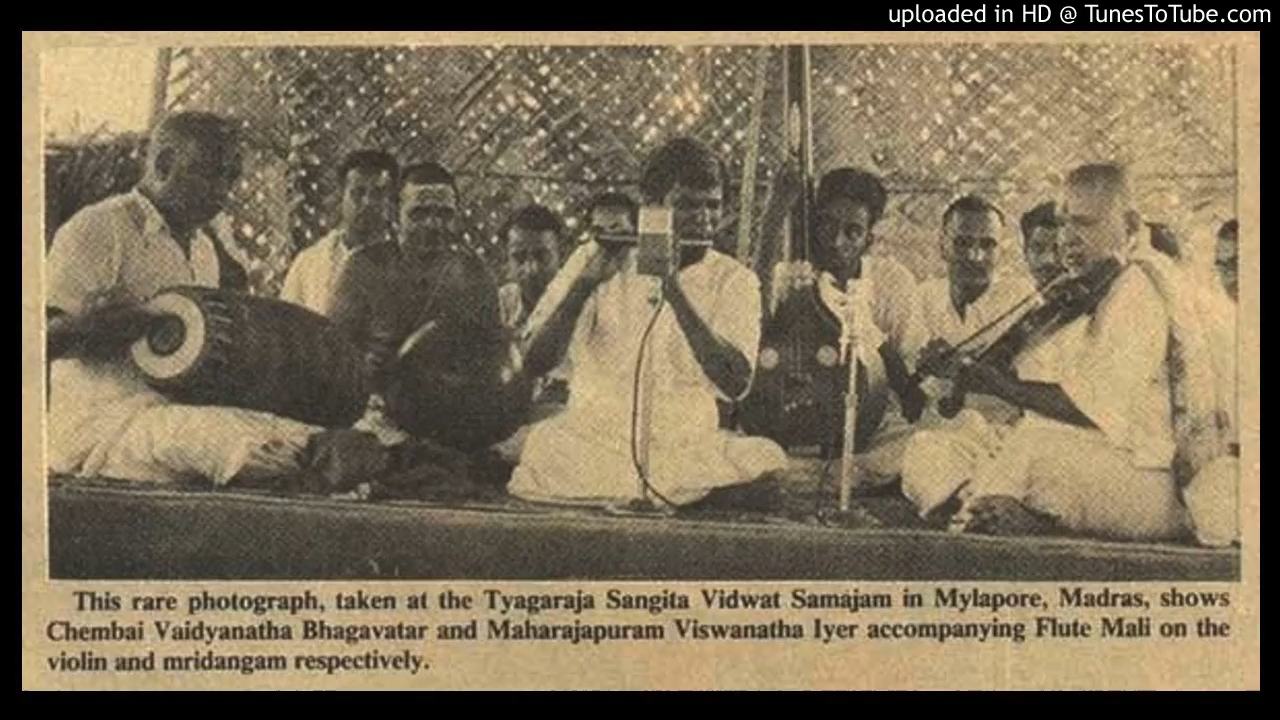 uploaded in HD @ TunesToTube.com
This rare photograph, taken at the Tyagaraja Sangita Vidwat Samajam in Mylapore, Madras, shows
Chembai Vaidyanatha Bhagavatar and Maharajapuram Viswanatha Iyer accompanying Flute Mali on the
violin and mridangam respectively.